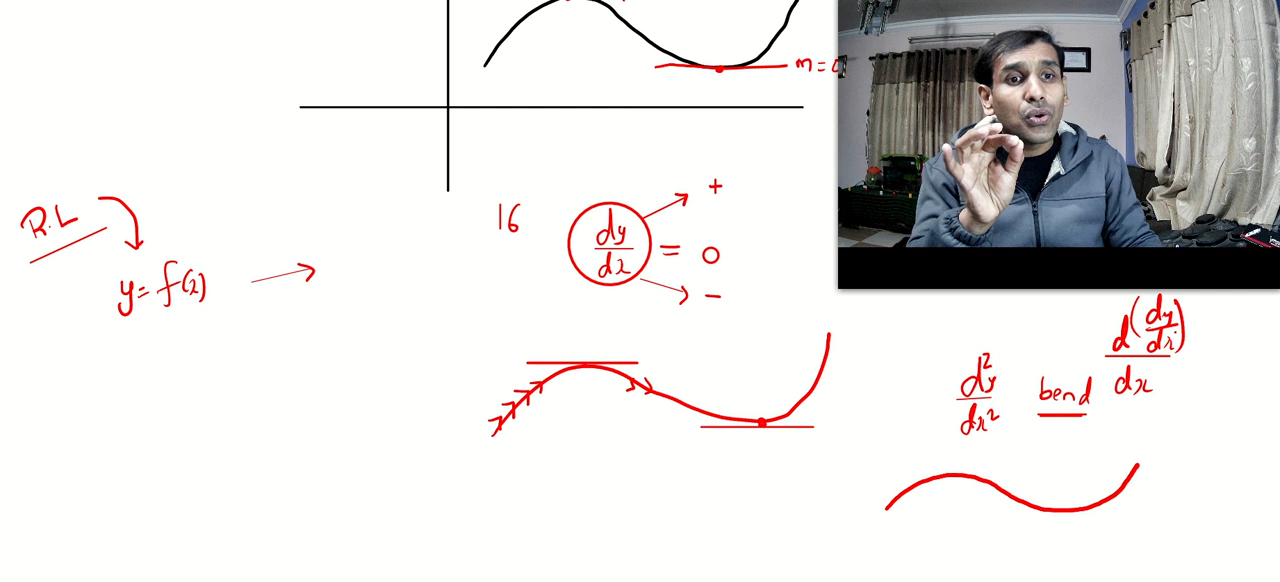 m = 0
R.L
y = f(x)
16
dy/dx = 0
+
-
d²y/dx²
bend
d(dy/dx)/dx